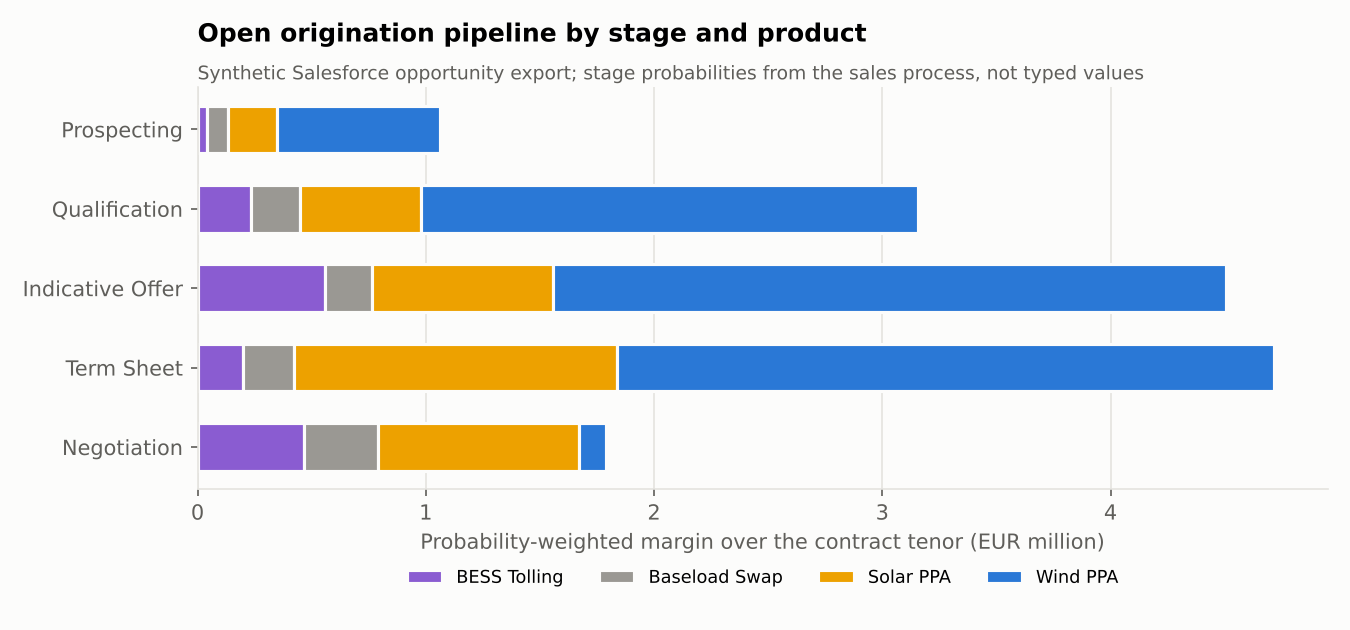 Open origination pipeline by stage and product
Synthetic Salesforce opportunity export; stage probabilities from the sales process, not typed values
Prospecting
Qualification
Indicative Offer
Term Sheet
Negotiation
0 1 2 3 4
Probability-weighted margin over the contract tenor (EUR million)
BESS Tolling Baseload Swap Solar PPA Wind PPA